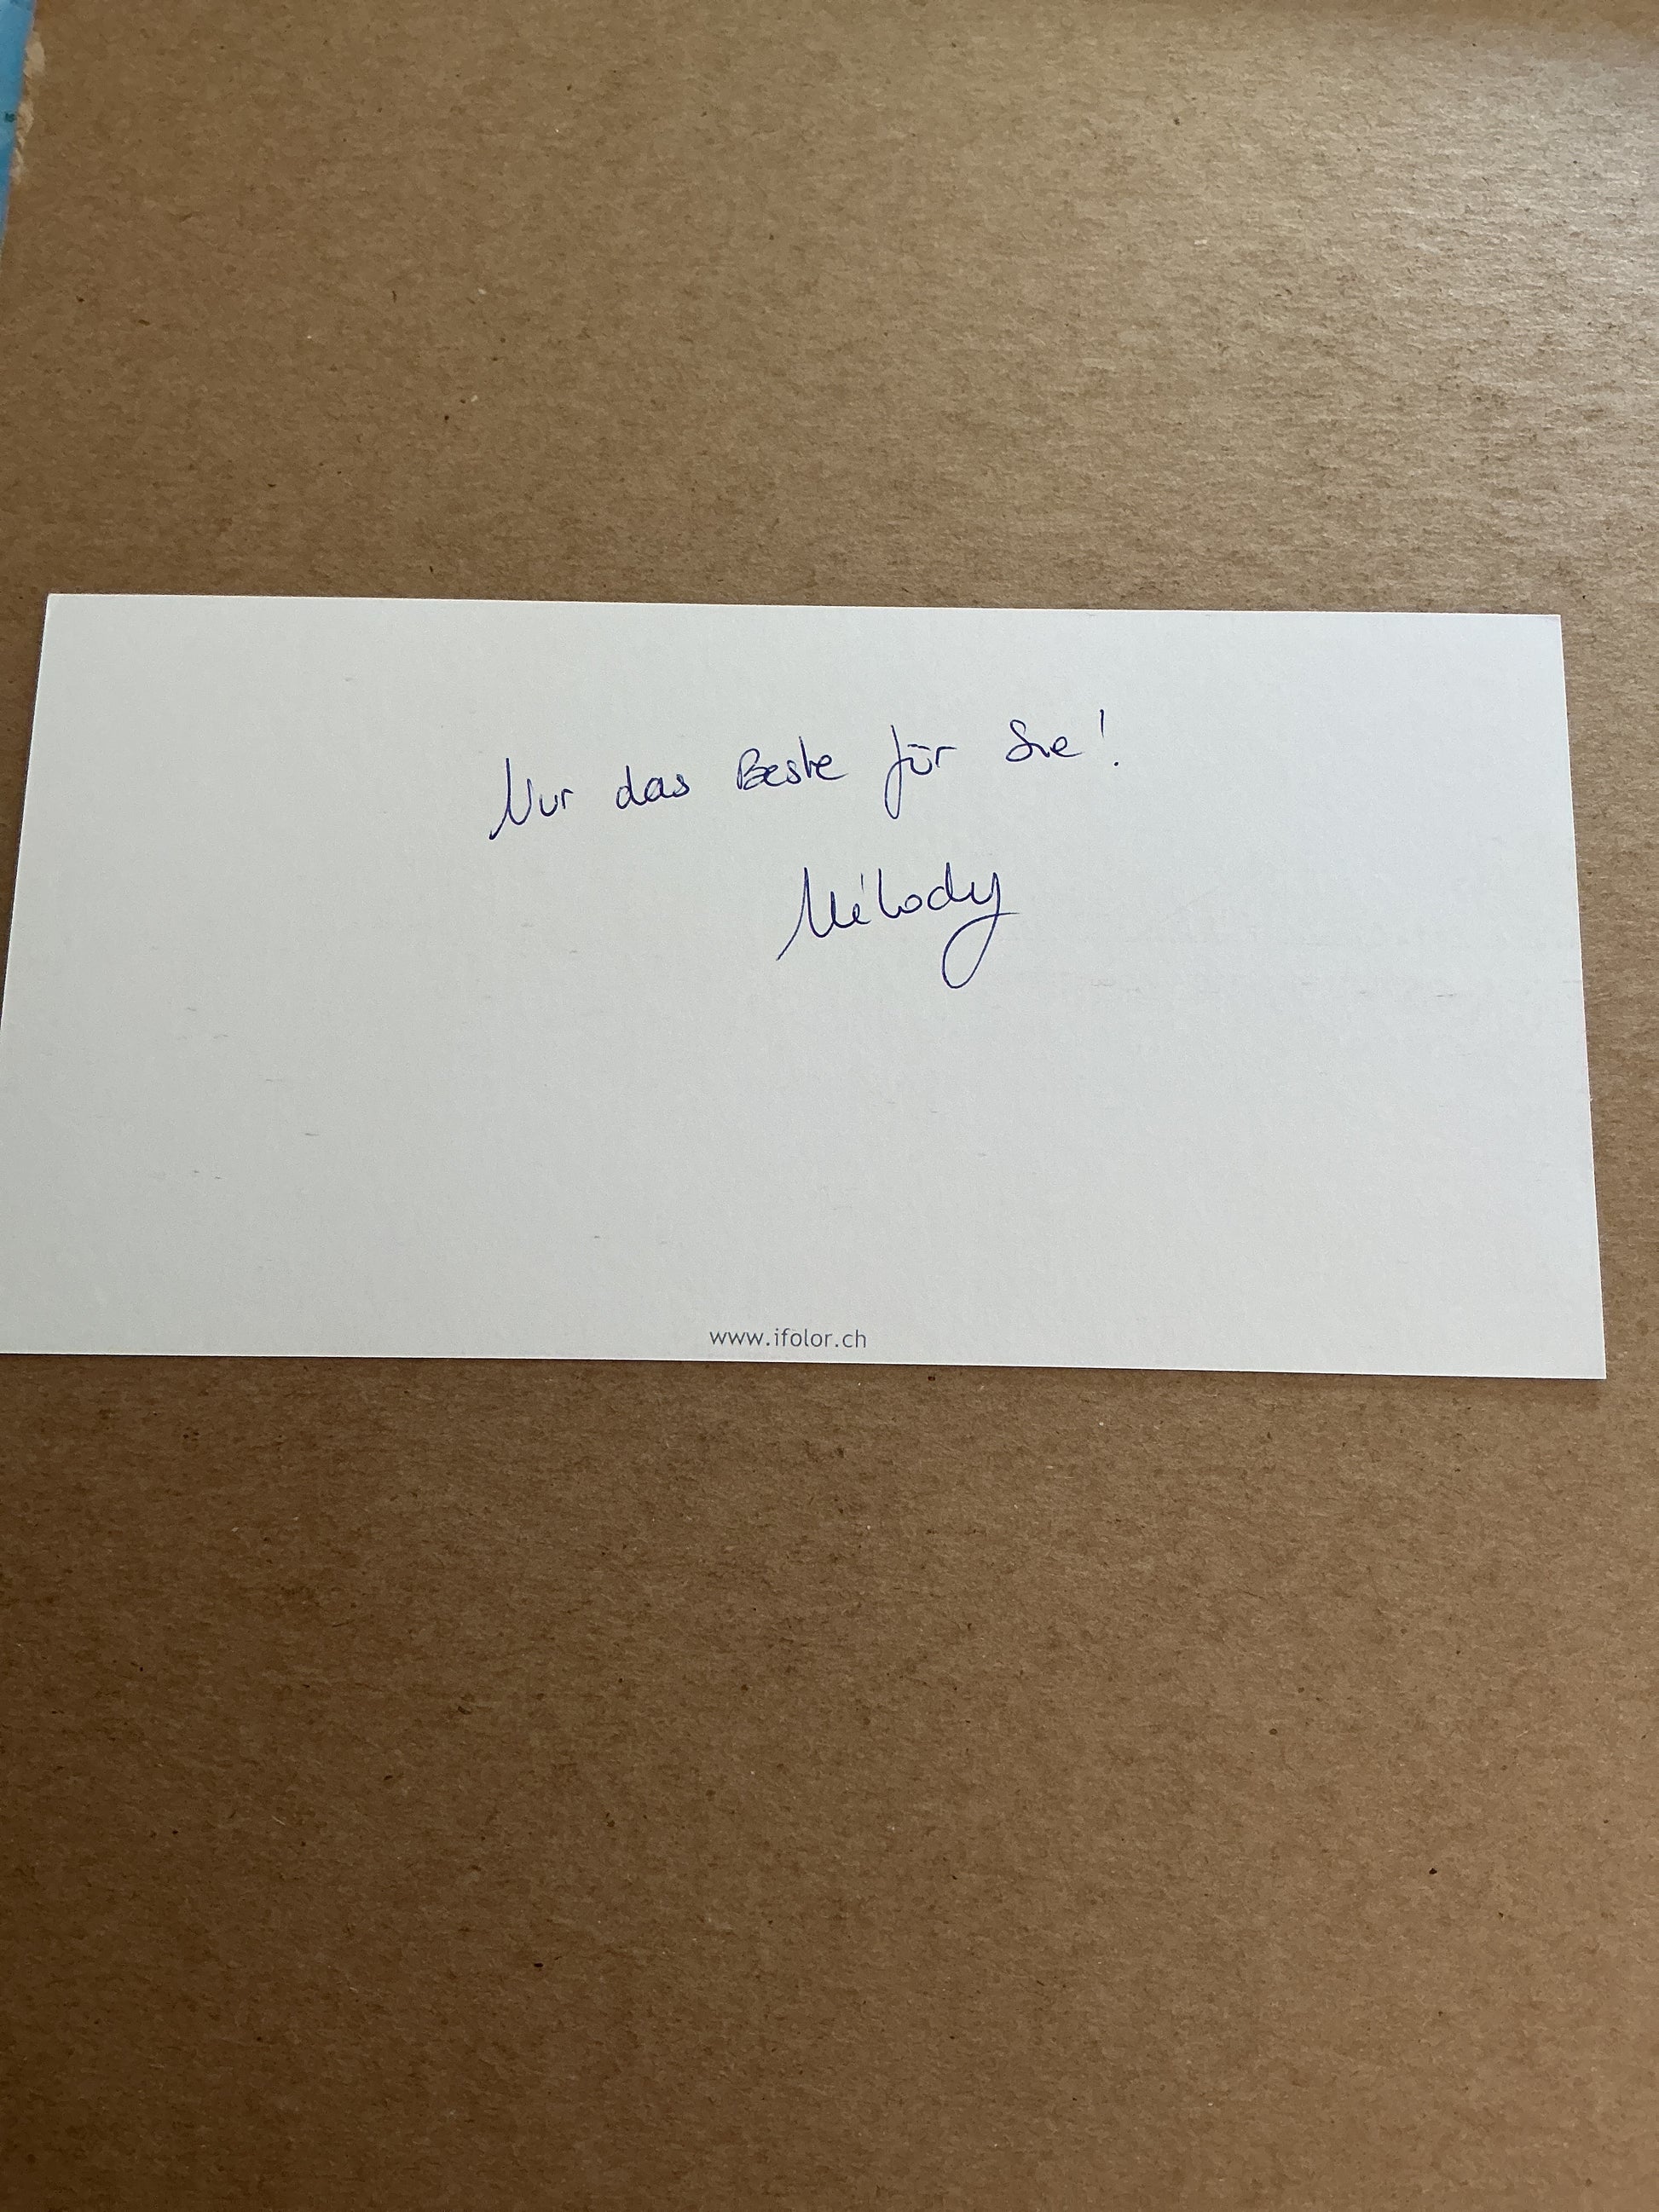 Nur das Beste für Sie!
Mélody
www.ifolor.ch